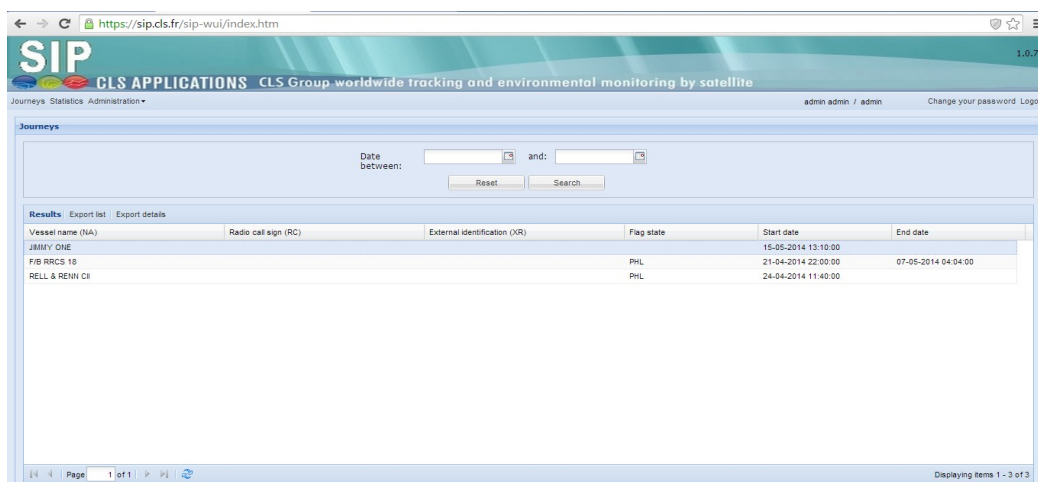 https://sip.cls.fr/sip-wui/index.htm
SIP
1.0.7
CLS APPLICATIONS CLS Group worldwide tracking and environmental monitoring by satellite
Journeys Statistics Administration admin admin / admin Change your password Logo
Journeys
Date between: and:
Reset Search
Results Export list Export details
Vessel name (NA) Radio call sign (RC) External identification (XR) Flag state Start date End date
JIMMY ONE 15-05-2014 13:10:00
F/B RRCS 18 PHL 21-04-2014 22:00:00 07-05-2014 04:04:00
RELL & RENN CII PHL 24-04-2014 11:40:00
Page 1 of 1 Displaying items 1 - 3 of 3